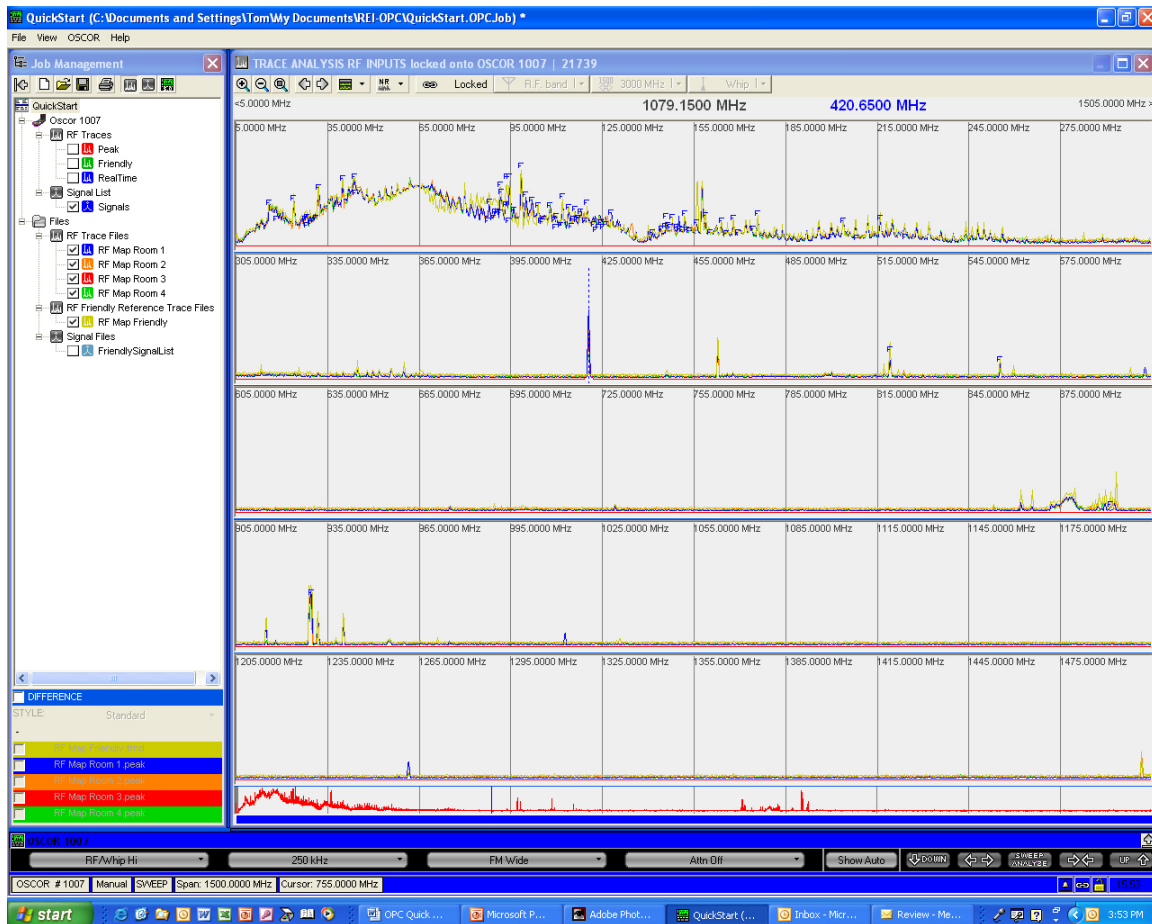 QuickStart (C:\Documents and Settings\Tom\My Documents\REI-OPC\QuickStart.OPCJob) *
File View OSCOR Help
Job Management
TRACE ANALYSIS RF INPUTS locked onto OSCOR 1007 | 21739
Locked R.F. band 3000 MHz Whip
<5.0000 MHz 1079.1500 MHz 420.6500 MHz 1505.0000 MHz >
QuickStart
Oscor 1007
RF Traces
Peak
Friendly
RealTime
Signal List
Signals
Files
RF Trace Files
RF Map Room 1
RF Map Room 2
RF Map Room 3
RF Map Room 4
RF Friendly Reference Trace Files
RF Map Friendly
Signal Files
FriendlySignalList
5.0000 MHz 35.0000 MHz 65.0000 MHz 95.0000 MHz 125.0000 MHz 155.0000 MHz 185.0000 MHz 215.0000 MHz 245.0000 MHz 275.0000 MHz
305.0000 MHz 335.0000 MHz 365.0000 MHz 395.0000 MHz 425.0000 MHz 455.0000 MHz 485.0000 MHz 515.0000 MHz 545.0000 MHz 575.0000 MHz
605.0000 MHz 635.0000 MHz 665.0000 MHz 695.0000 MHz 725.0000 MHz 755.0000 MHz 785.0000 MHz 815.0000 MHz 845.0000 MHz 875.0000 MHz
905.0000 MHz 935.0000 MHz 965.0000 MHz 995.0000 MHz 1025.0000 MHz 1055.0000 MHz 1085.0000 MHz 1115.0000 MHz 1145.0000 MHz 1175.0000 MHz
1205.0000 MHz 1235.0000 MHz 1265.0000 MHz 1295.0000 MHz 1325.0000 MHz 1355.0000 MHz 1385.0000 MHz 1415.0000 MHz 1445.0000 MHz 1475.0000 MHz
DIFFERENCE
STYLE: Standard
-
RF Map Friendly.frnd
RF Map Room 1.peak
RF Map Room 2.peak
RF Map Room 3.peak
RF Map Room 4.peak
OSCOR 1007
RF/Whip Hi 250 kHz FM Wide Attn Off Show Auto DOWN SWEEP ANALYZE UP
OSCOR # 1007 Manual SWEEP Span: 1500.0000 MHz Cursor: 755.0000 MHz 15:53
start OPC Quick ... Microsoft P... Adobe Phot... QuickStart (... Inbox - Micr... Review - Me... 3:53 PM